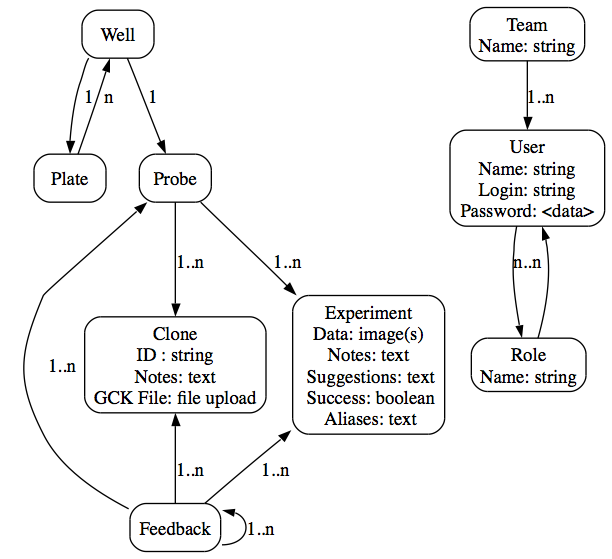 Well
Team
Name: string
1
n
1
1..n
Plate
Probe
User
Name: string
Login: string
Password: <data>
1..n
1..n
n..n
Clone
ID : string
Notes: text
GCK File: file upload
Experiment
Data: image(s)
Notes: text
Suggestions: text
Success: boolean
Aliases: text
Role
Name: string
1..n
1..n
1..n
Feedback
1..n